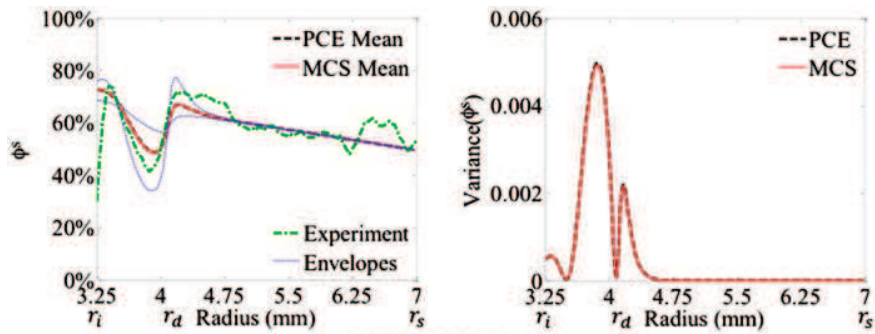 100%
80%
60%
40%
20%
0%
ϕˢ
PCE Mean
MCS Mean
Experiment
Envelopes
3.25 4 4.75 5.5 6.25 7
rᵢ r_d Radius (mm) rₛ
0.006
0.004
0.002
0
Variance(ϕˢ)
PCE
MCS
3.25 4 4.75 5.5 6.25 7
rᵢ r_d Radius (mm) rₛ